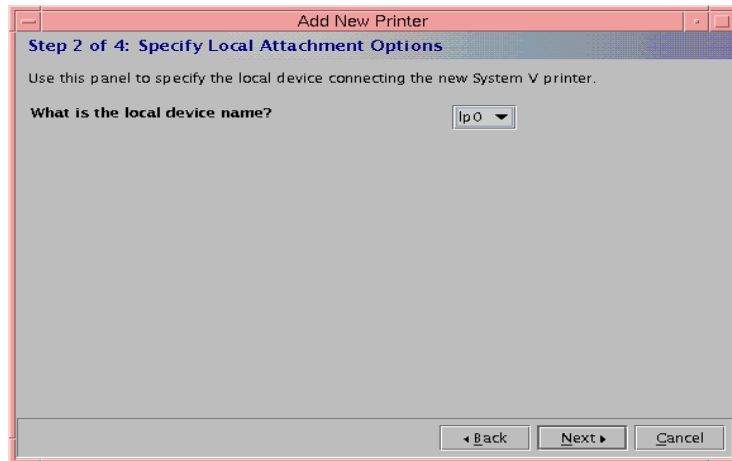 Add New Printer
Step 2 of 4: Specify Local Attachment Options
Use this panel to specify the local device connecting the new System V printer.
What is the local device name? lp0
Back Next Cancel